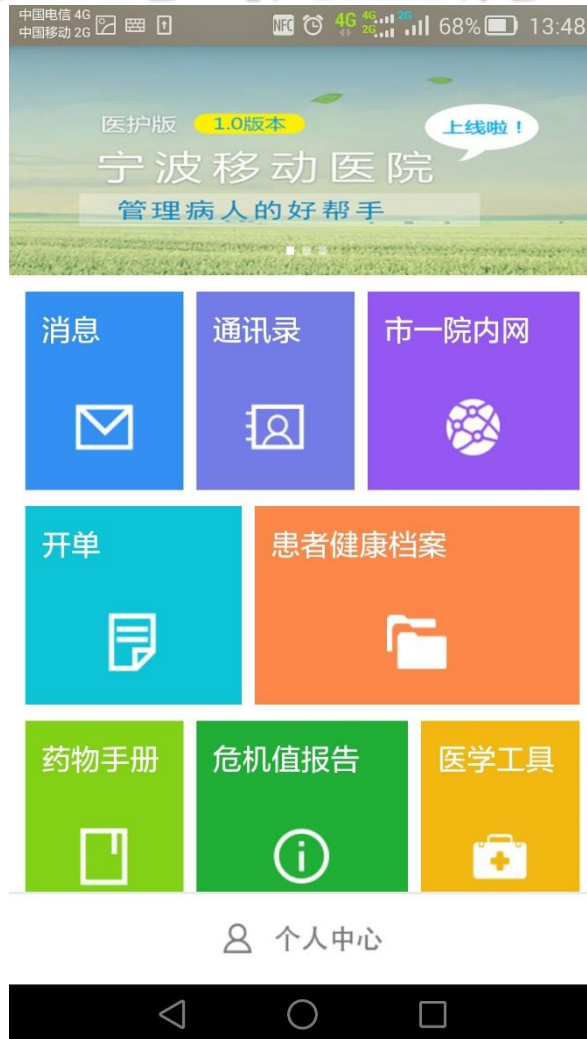 中国电信 4G
中国移动 2G
NFC 4G 4G 2G 2G 68% 13:48
医护版 1.0版本 上线啦！
宁波移动医院
管理病人的好帮手
消息 通讯录 市一院内网
开单 患者健康档案
药物手册 危机值报告 医学工具
个人中心